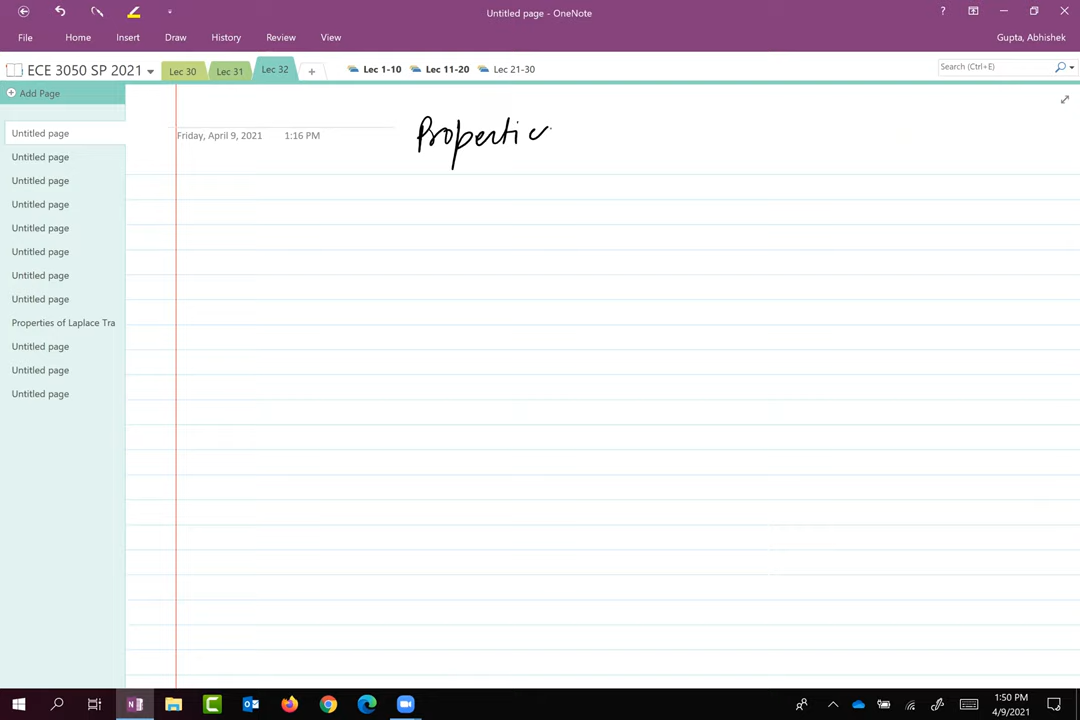 Untitled page - OneNote
?
File Home Insert Draw History Review View
Gupta, Abhishek
ECE 3050 SP 2021
Lec 30
Lec 31
Lec 32
+
Lec 1-10
Lec 11-20
Lec 21-30
Search (Ctrl+E)
+ Add Page
Untitled page
Untitled page
Untitled page
Untitled page
Untitled page
Untitled page
Untitled page
Untitled page
Properties of Laplace Tra
Untitled page
Untitled page
Untitled page
Friday, April 9, 2021 1:16 PM
Propertie
1:50 PM
4/9/2021